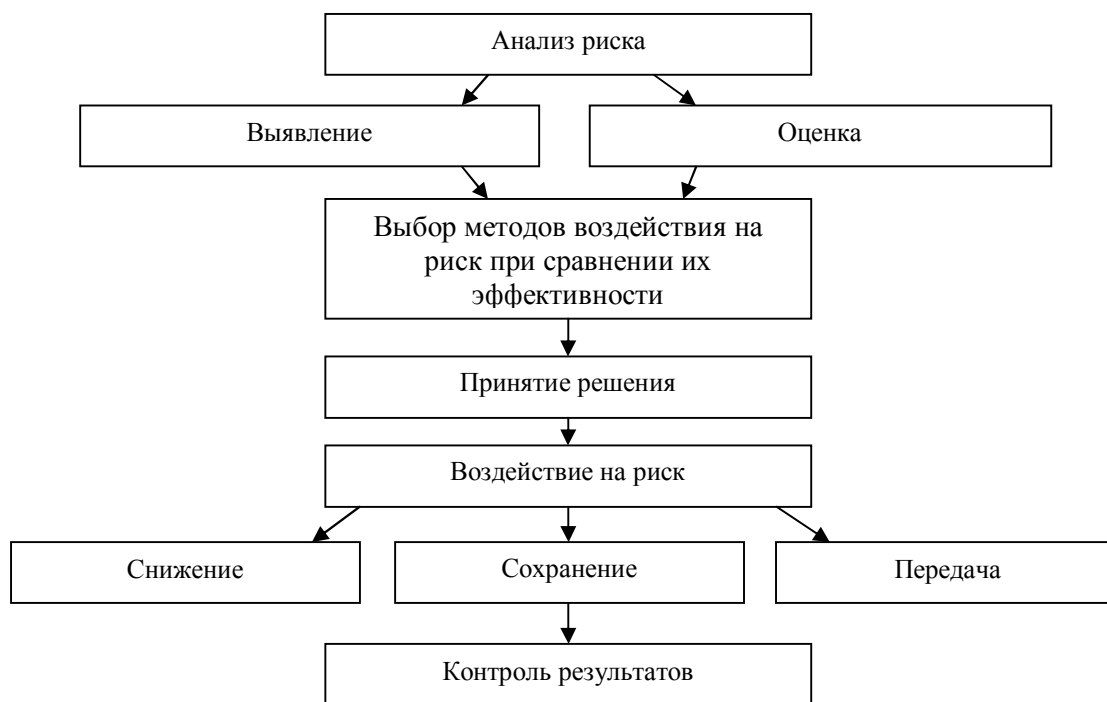 Анализ риска
Выявление
Оценка
Выбор методов воздействия на
риск при сравнении их
эффективности
Принятие решения
Воздействие на риск
Снижение
Сохранение
Передача
Контроль результатов